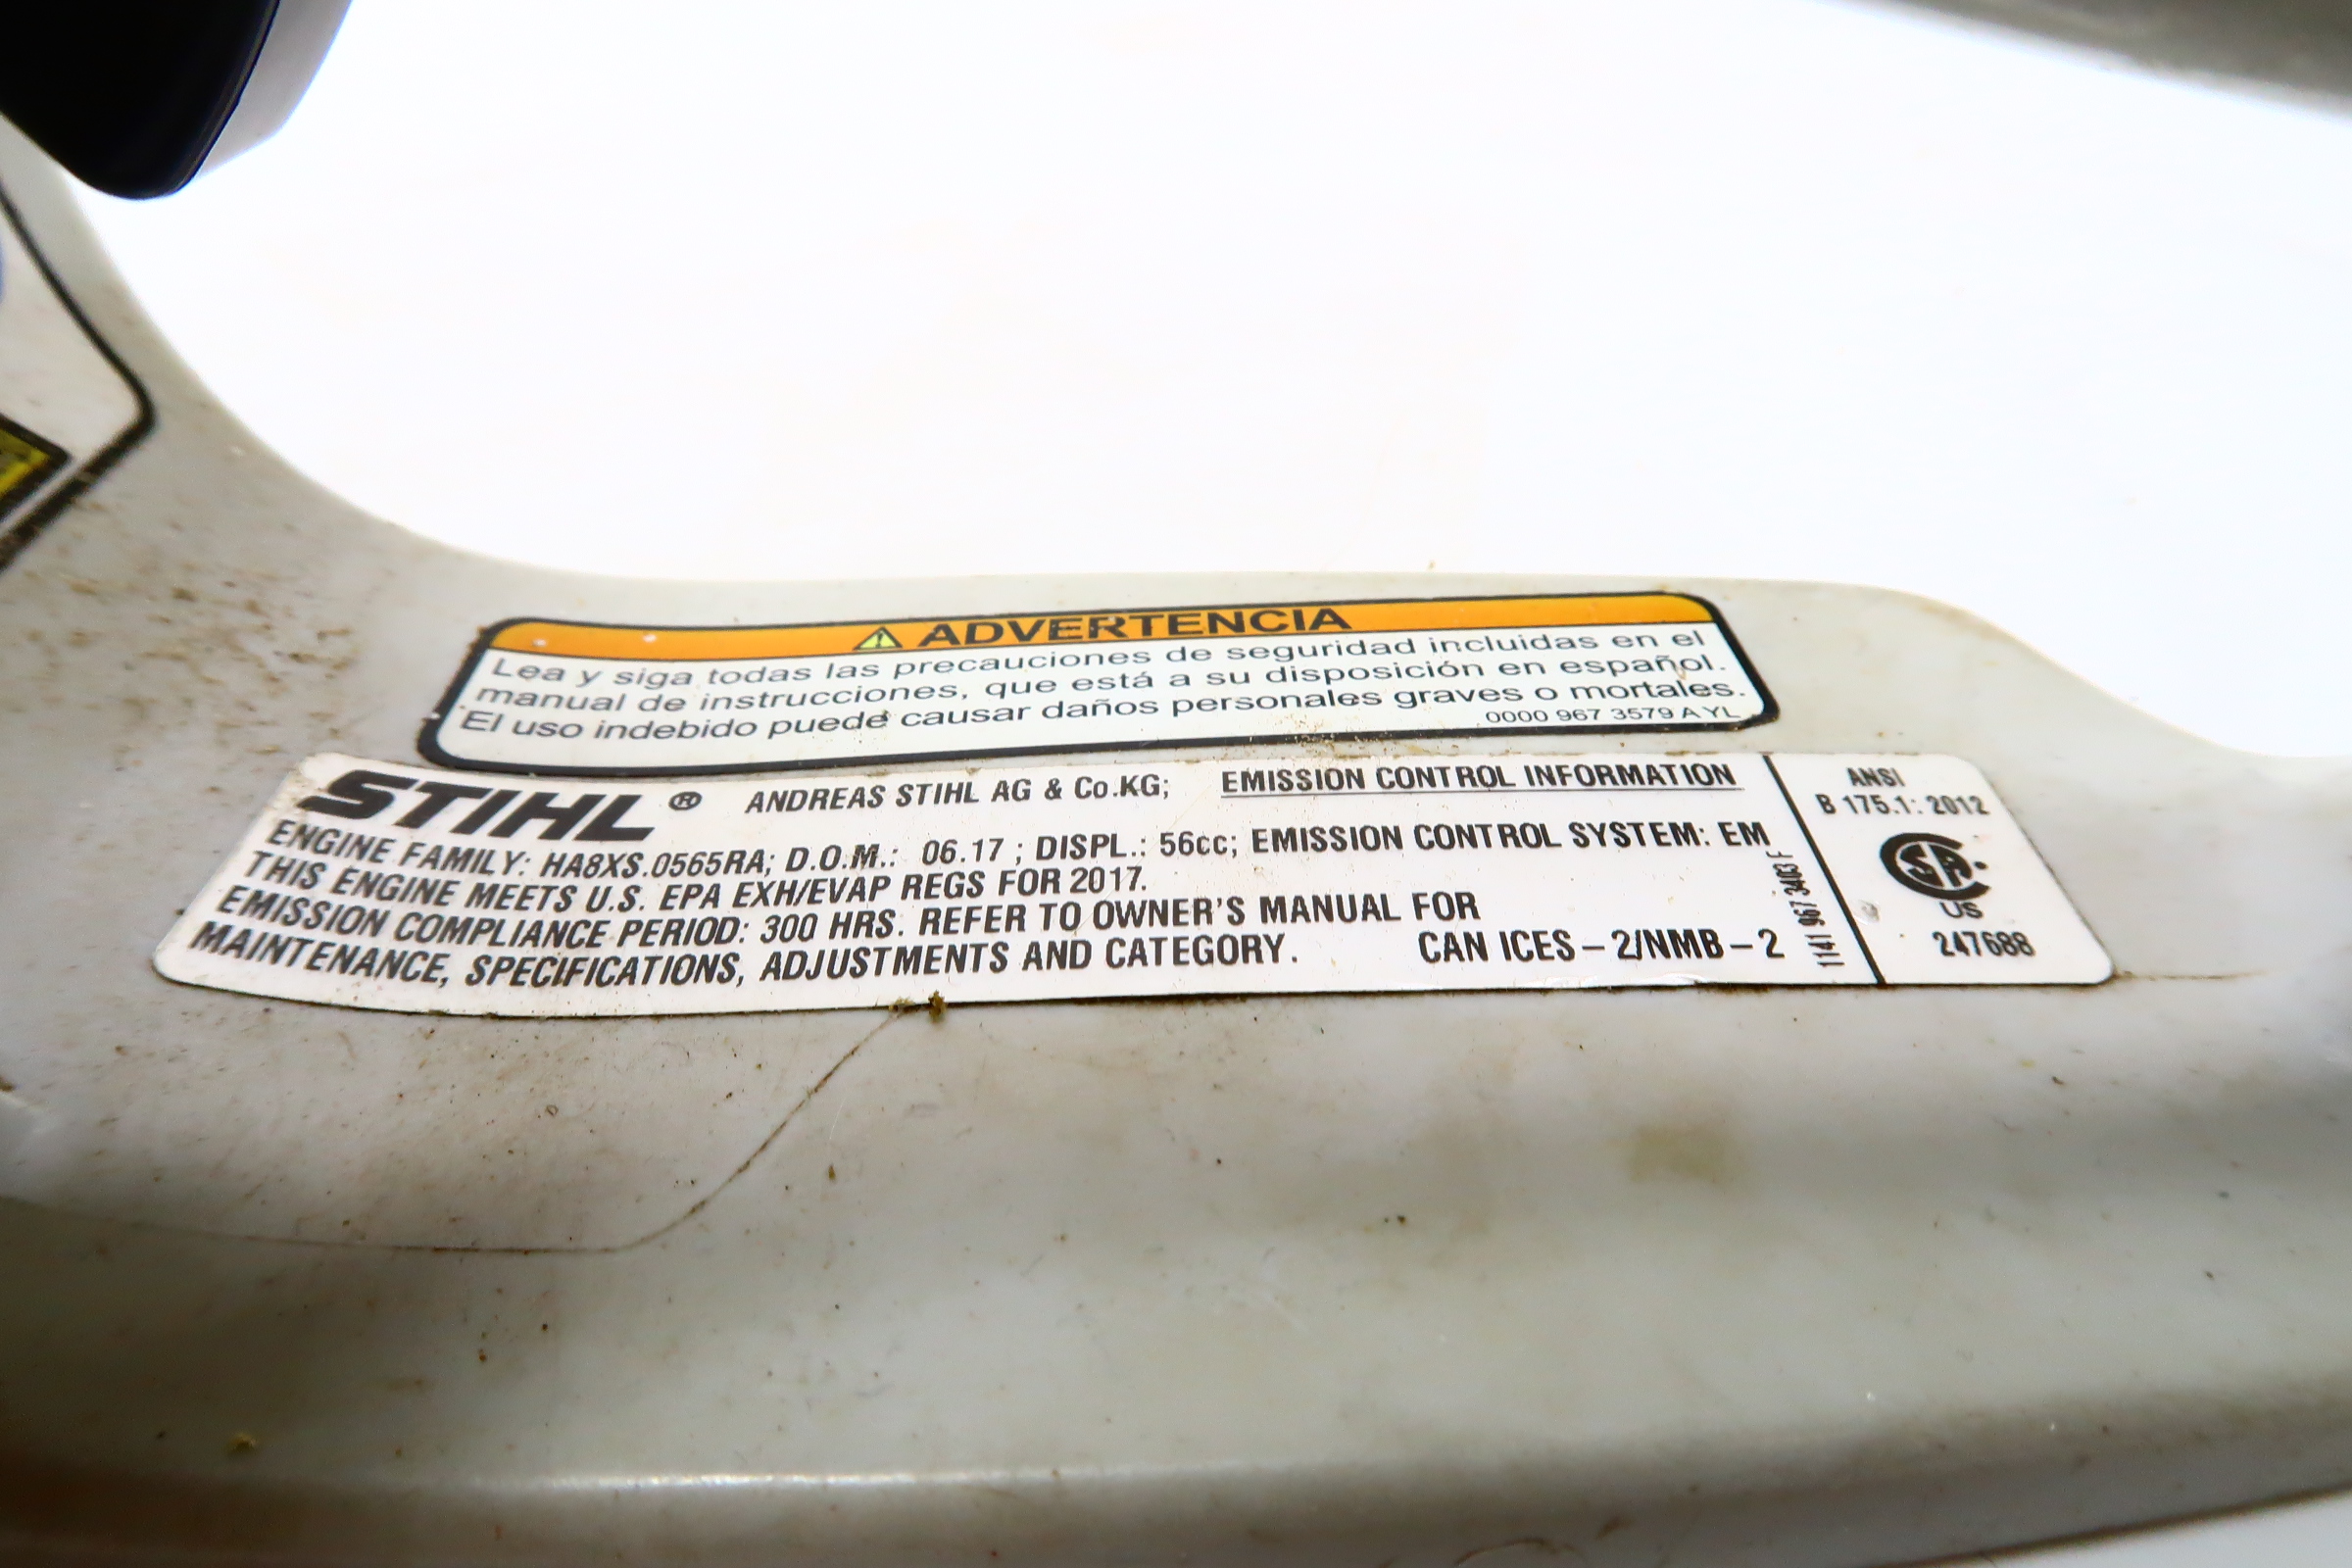 ADVERTENCIA
Lea y siga todas las precauciones de seguridad incluidas en el
manual de instrucciones, que está a su disposición en español.
El uso indebido puede causar daños personales graves o mortales.
0000 967 3579 A YL
STIHL ® ANDREAS STIHL AG & Co.KG; EMISSION CONTROL INFORMATION
ENGINE FAMILY: HA8XS.0565RA; D.O.M.: 06.17 ; DISPL.: 56cc; EMISSION CONTROL SYSTEM: EM
THIS ENGINE MEETS U.S. EPA EXH/EVAP REGS FOR 2017.
EMISSION COMPLIANCE PERIOD: 300 HRS. REFER TO OWNER'S MANUAL FOR
MAINTENANCE, SPECIFICATIONS, ADJUSTMENTS AND CATEGORY. CAN ICES – 2/NMB – 2
1141 967 3403 F
ANSI
B 175.1: 2012
SA
US
247688